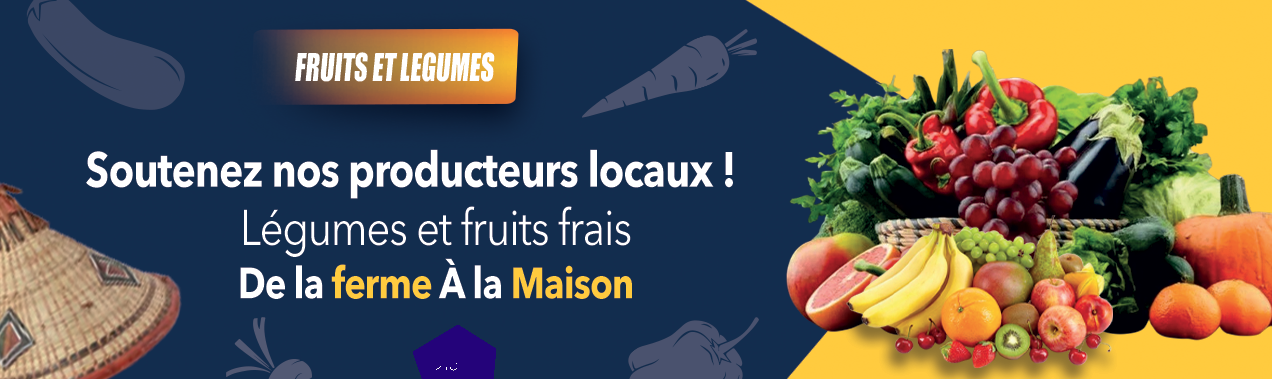 FRUITS ET LEGUMES
Soutenez nos producteurs locaux !
Légumes et fruits frais
De la ferme À la Maison